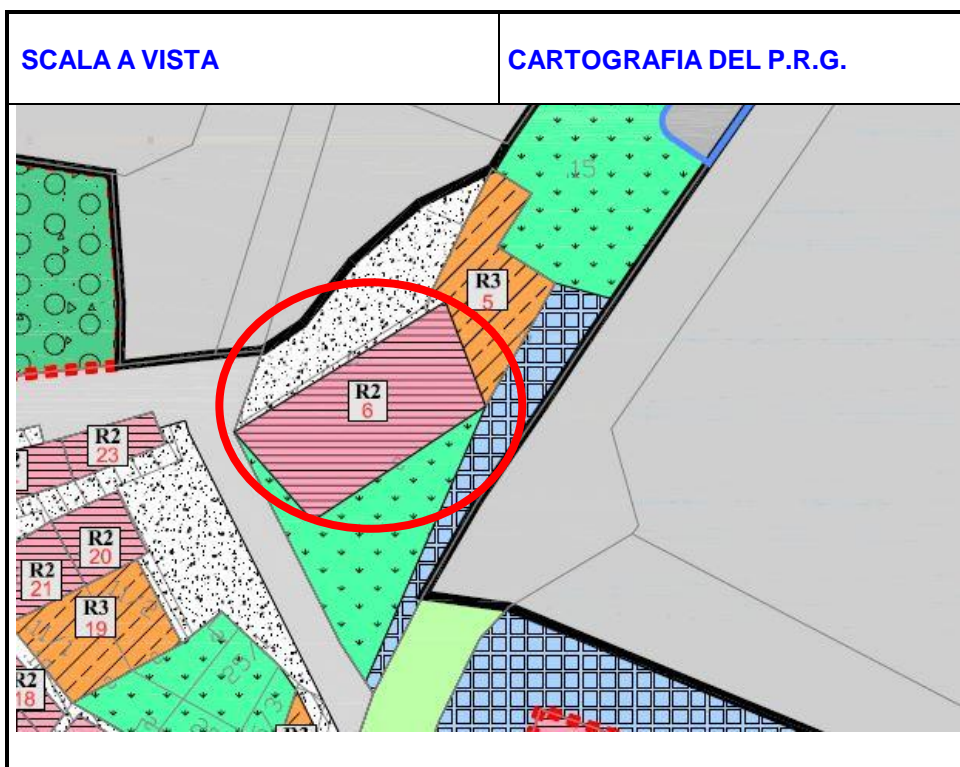 SCALA A VISTA
CARTOGRAFIA DEL P.R.G.
15
R3
5
R2
6
R2
23
R2
20
R2
21
R3
19
R2
18